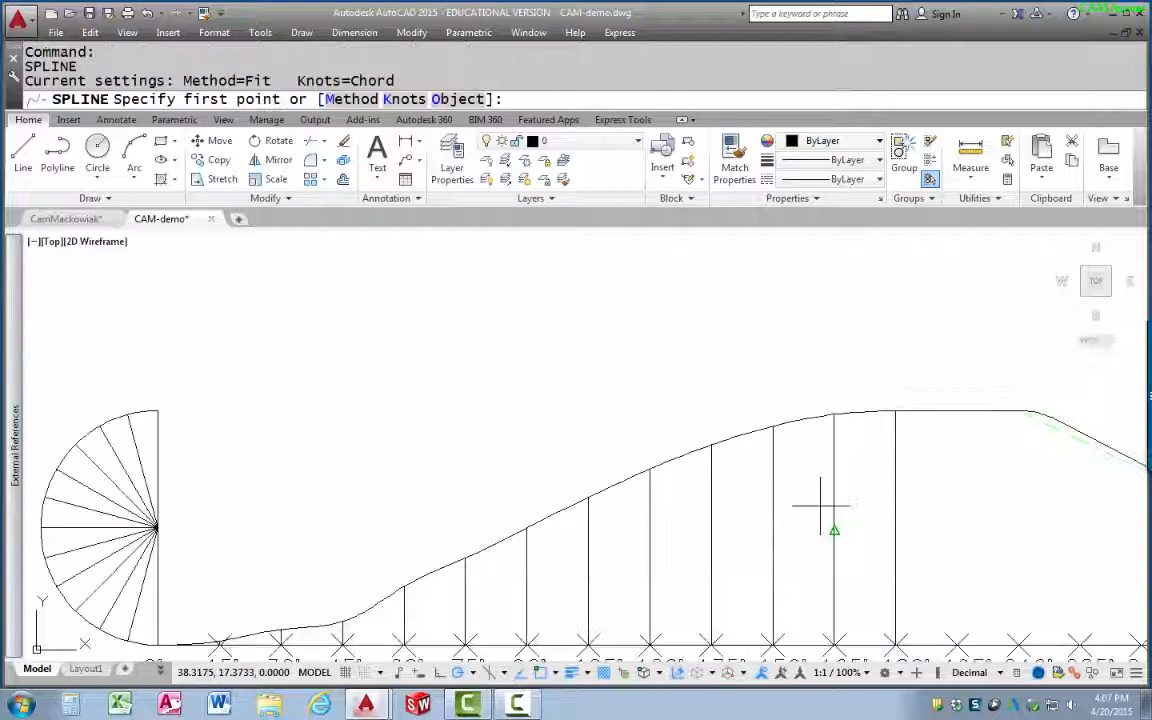 Autodesk AutoCAD 2015 - EDUCATIONAL VERSION CAM-demo.dwg
Type a keyword or phrase
Sign In
File Edit View Insert Format Tools Draw Dimension Modify Parametric Window Help Express
Command:
SPLINE
Current settings: Method=Fit Knots=Chord
SPLINE Specify first point or [Method Knots Object]:
Home Insert Annotate Parametric View Manage Output Add-ins Autodesk 360 BIM 360 Featured Apps Express Tools
Line Polyline Circle Arc
Move Rotate
Copy Mirror
Stretch Scale
Text
Layer Properties
0
Insert
Match Properties
ByLayer
ByLayer
ByLayer
Group
Measure
Paste
Base
Draw Modify Annotation Layers Block Properties Groups Utilities Clipboard View
CamMackowiak* CAM-demo*
[−][Top][2D Wireframe]
N
W TOP E
S
External References
Y
X
Model Layout1
38.3175, 17.3733, 0.0000 MODEL
1:1 / 100%
Decimal
4:07 PM
4/20/2015